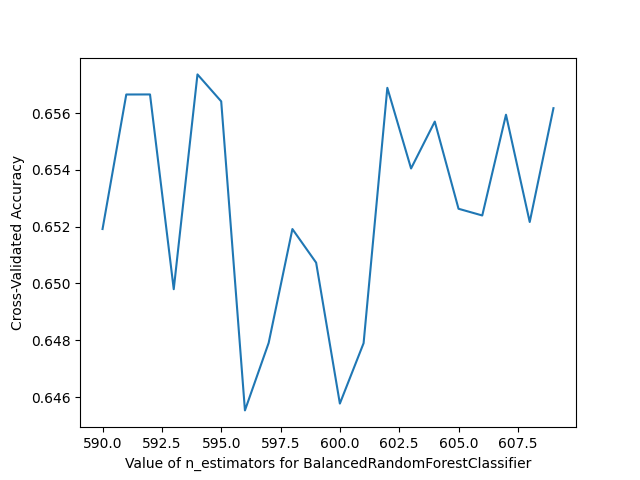 0.656
0.654
0.652
0.650
0.648
0.646
Cross-Validated Accuracy
590.0 592.5 595.0 597.5 600.0 602.5 605.0 607.5
Value of n_estimators for BalancedRandomForestClassifier